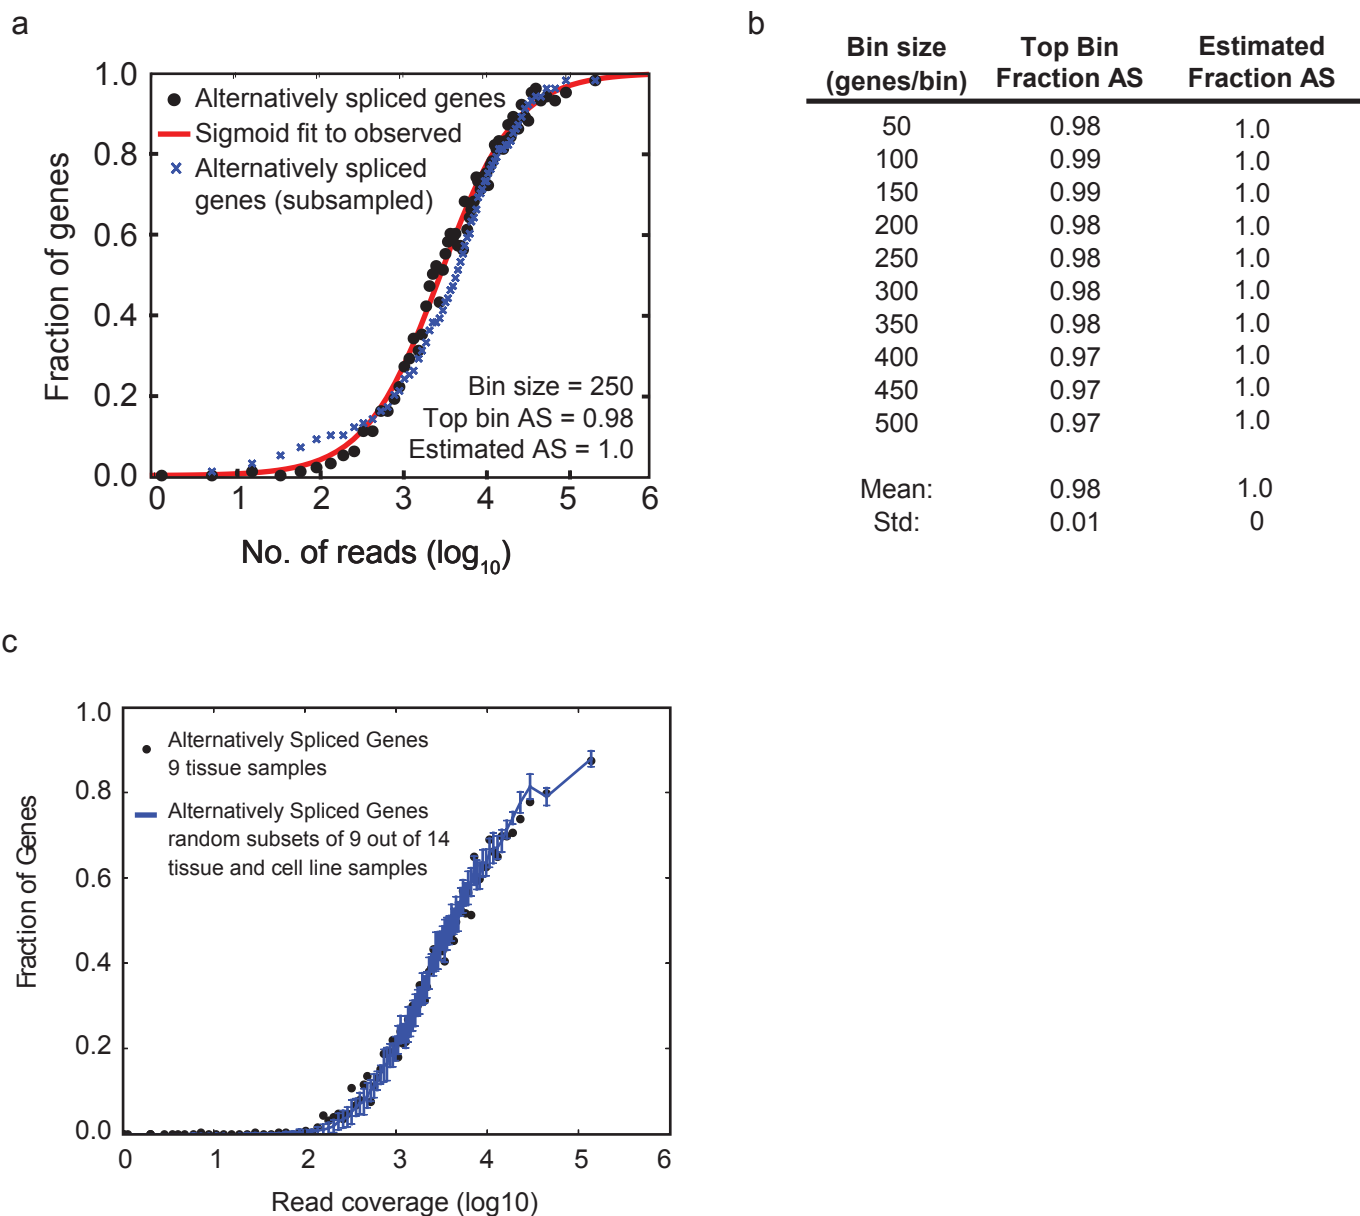 a
Fraction of genes
1.0
0.8
0.6
0.4
0.2
0.0
Alternatively spliced genes
Sigmoid fit to observed
Alternatively spliced
genes (subsampled)
Bin size = 250
Top bin AS = 0.98
Estimated AS = 1.0
0 1 2 3 4 5 6
No. of reads (log10)
b
Bin size Top Bin Estimated
(genes/bin) Fraction AS Fraction AS
50 0.98 1.0
100 0.99 1.0
150 0.99 1.0
200 0.98 1.0
250 0.98 1.0
300 0.98 1.0
350 0.98 1.0
400 0.97 1.0
450 0.97 1.0
500 0.97 1.0
Mean: 0.98 1.0
Std: 0.01 0
c
Fraction of Genes
1.0
0.8
0.6
0.4
0.2
0.0
Alternatively Spliced Genes
9 tissue samples
Alternatively Spliced Genes
random subsets of 9 out of 14
tissue and cell line samples
0 1 2 3 4 5 6
Read coverage (log10)